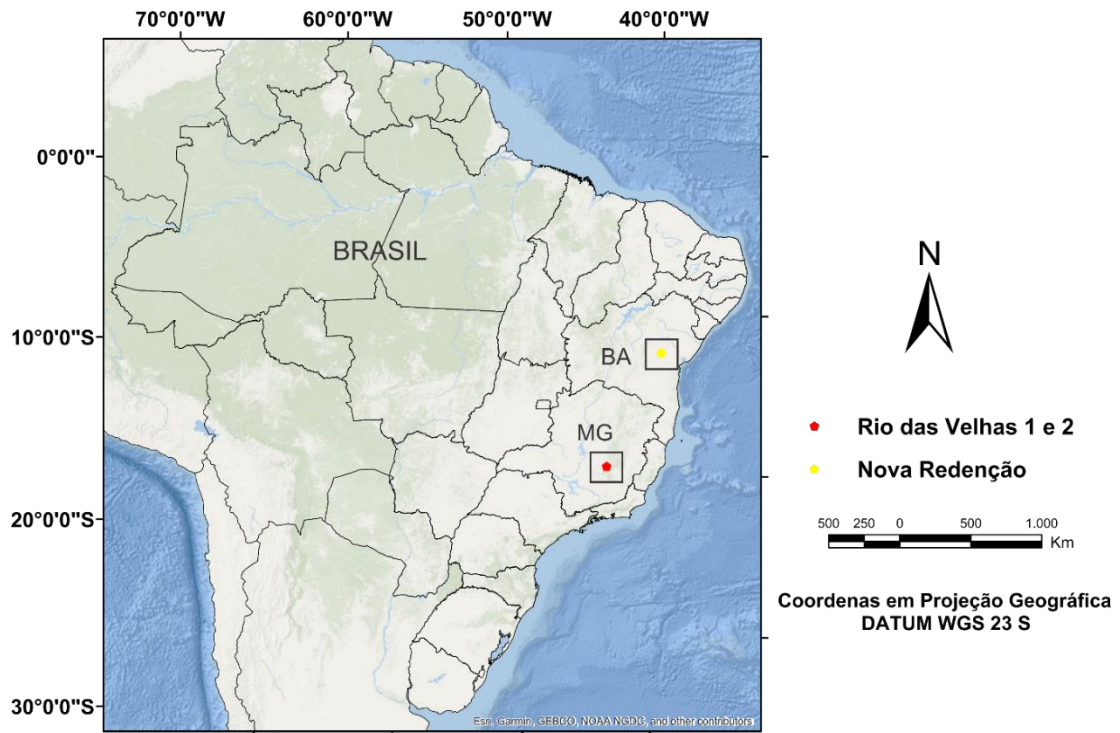 70°0'0"W 60°0'0"W 50°0'0"W 40°0'0"W
0°0'0"
BRASIL
10°0'0"S
BA
MG
20°0'0"S
30°0'0"S
Esri, Garmin, GEBCO, NOAA NGDC, and other contributors
N
Rio das Velhas 1 e 2
Nova Redenção
500 250 0 500 1.000
Km
Coordenas em Projeção Geográfica
DATUM WGS 23 S